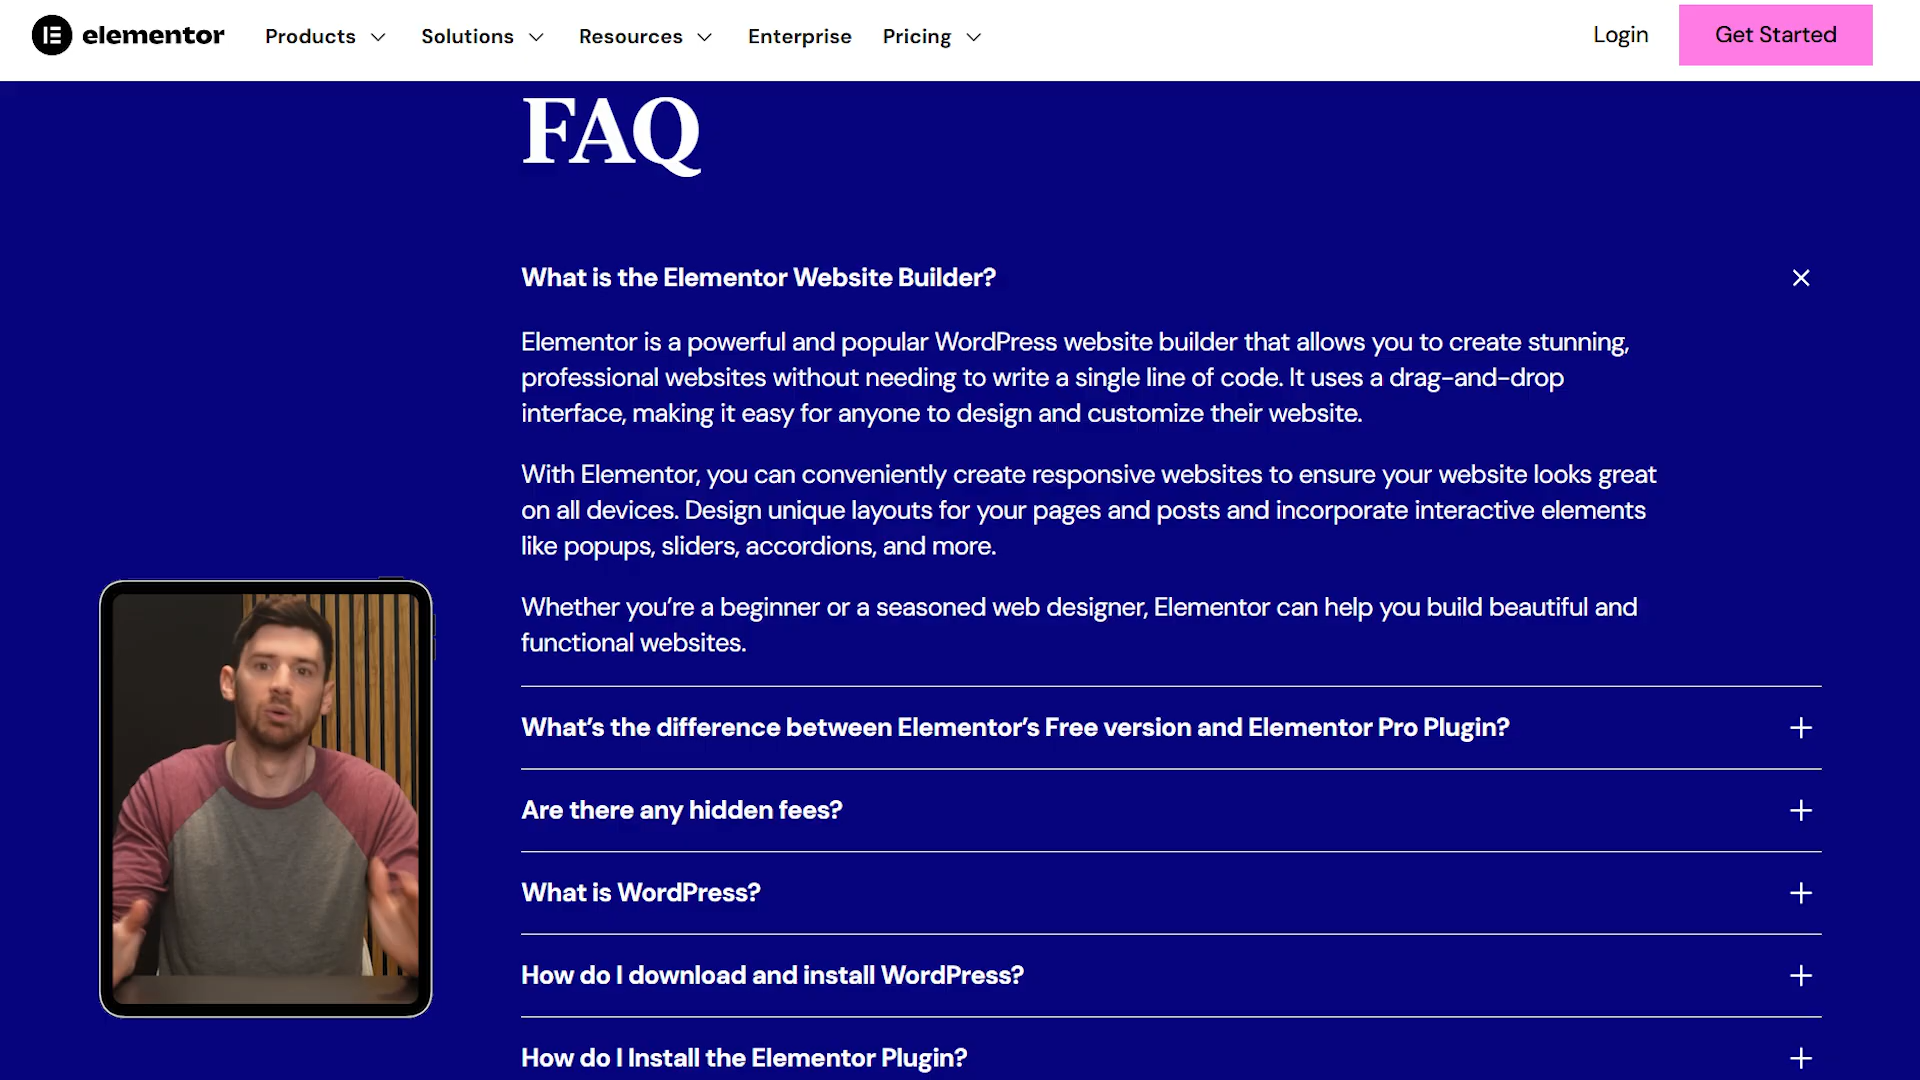 elementor
Products
Solutions
Resources
Enterprise
Pricing
Login
Get Started
FAQ
What is the Elementor Website Builder?
Elementor is a powerful and popular WordPress website builder that allows you to create stunning,
professional websites without needing to write a single line of code. It uses a drag-and-drop
interface, making it easy for anyone to design and customize their website.
With Elementor, you can conveniently create responsive websites to ensure your website looks great
on all devices. Design unique layouts for your pages and posts and incorporate interactive elements
like popups, sliders, accordions, and more.
Whether you’re a beginner or a seasoned web designer, Elementor can help you build beautiful and
functional websites.
What’s the difference between Elementor’s Free version and Elementor Pro Plugin?
Are there any hidden fees?
What is WordPress?
How do I download and install WordPress?
How do I Install the Elementor Plugin?